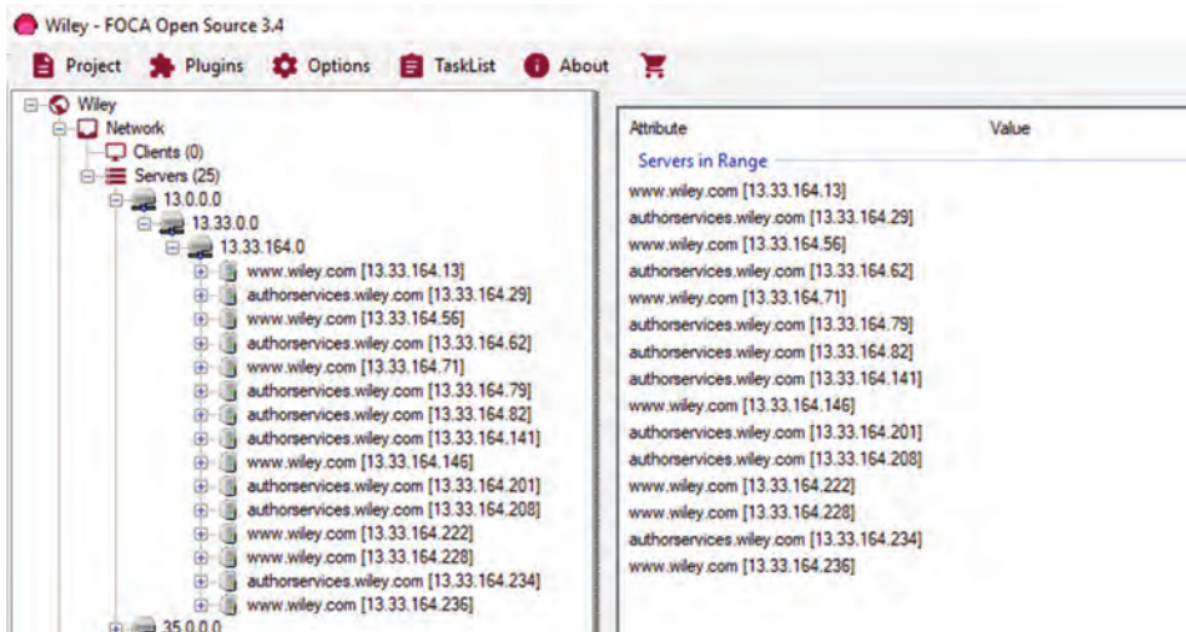 Wiley - FOCA Open Source 3.4
Project Plugins Options TaskList About
Wiley
Network
Clients (0)
Servers (25)
13.0.0.0
13.33.0.0
13.33.164.0
www.wiley.com [13.33.164.13]
authorservices.wiley.com [13.33.164.29]
www.wiley.com [13.33.164.56]
authorservices.wiley.com [13.33.164.62]
www.wiley.com [13.33.164.71]
authorservices.wiley.com [13.33.164.79]
authorservices.wiley.com [13.33.164.82]
authorservices.wiley.com [13.33.164.141]
www.wiley.com [13.33.164.146]
authorservices.wiley.com [13.33.164.201]
authorservices.wiley.com [13.33.164.208]
www.wiley.com [13.33.164.222]
www.wiley.com [13.33.164.228]
authorservices.wiley.com [13.33.164.234]
www.wiley.com [13.33.164.236]
35.0.0.0
Attribute Value
Servers in Range
www.wiley.com [13.33.164.13]
authorservices.wiley.com [13.33.164.29]
www.wiley.com [13.33.164.56]
authorservices.wiley.com [13.33.164.62]
www.wiley.com [13.33.164.71]
authorservices.wiley.com [13.33.164.79]
authorservices.wiley.com [13.33.164.82]
authorservices.wiley.com [13.33.164.141]
www.wiley.com [13.33.164.146]
authorservices.wiley.com [13.33.164.201]
authorservices.wiley.com [13.33.164.208]
www.wiley.com [13.33.164.222]
www.wiley.com [13.33.164.228]
authorservices.wiley.com [13.33.164.234]
www.wiley.com [13.33.164.236]